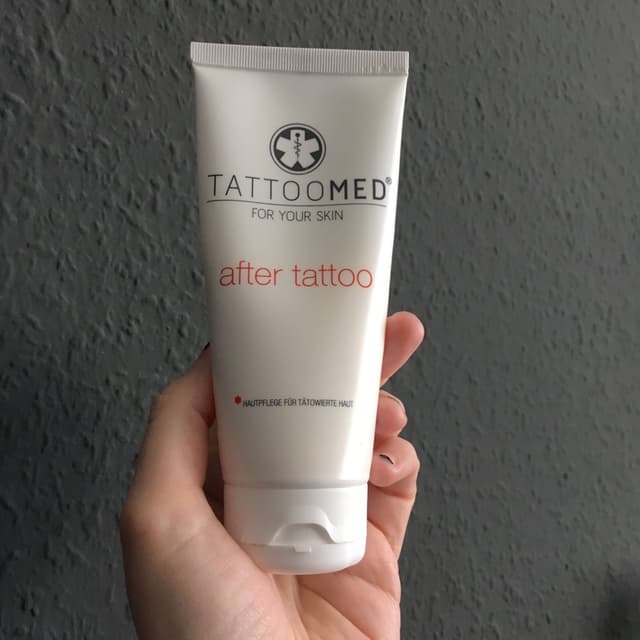 TATTOOMED®
FOR YOUR SKIN
after tattoo
HAUTPFLEGE FÜR TÄTOWIERTE HAUT